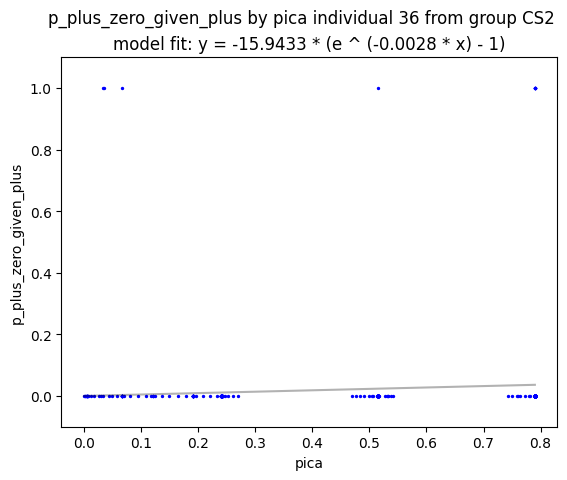 p_plus_zero_given_plus by pica individual 36 from group CS2
model fit: y = -15.9433 * (e ^ (-0.0028 * x) - 1)
p_plus_zero_given_plus
1.0
0.8
0.6
0.4
0.2
0.0
0.0 0.1 0.2 0.3 0.4 0.5 0.6 0.7 0.8
pica